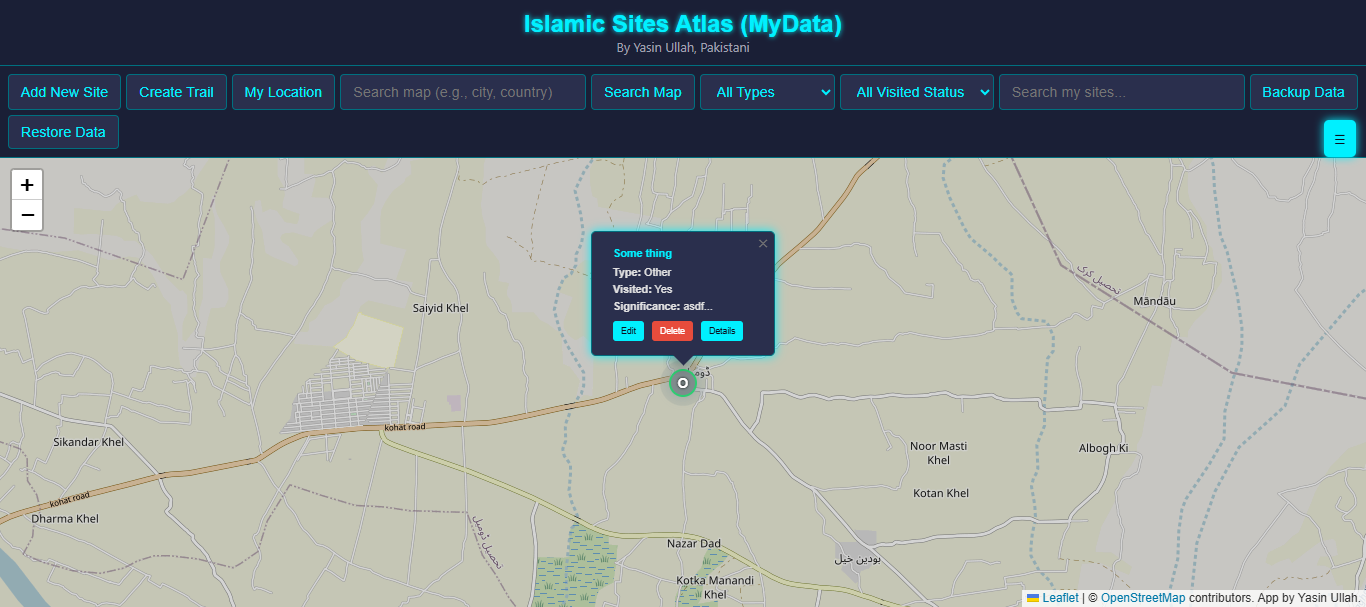 Islamic Sites Atlas (MyData)
By Yasin Ullah, Pakistani
Add New Site
Create Trail
My Location
Search map (e.g., city, country)
Search Map
All Types
All Visited Status
Search my sites...
Backup Data
Restore Data
☰
+
−
×
Some thing
Type: Other
Visited: Yes
Significance: asdf...
Edit
Delete
Details
O
Saiyid Khel
Māndāu
تحصیل کرک
kohat road
Sikandar Khel
Noor Masti
Khel
Albogh Ki
Kotan Khel
kohat road
Dharma Khel
تحصیل ڈومیل
Nazar Dad
بودین خیل
Kotka Manandi
Khel
Leaflet | © OpenStreetMap contributors. App by Yasin Ullah.